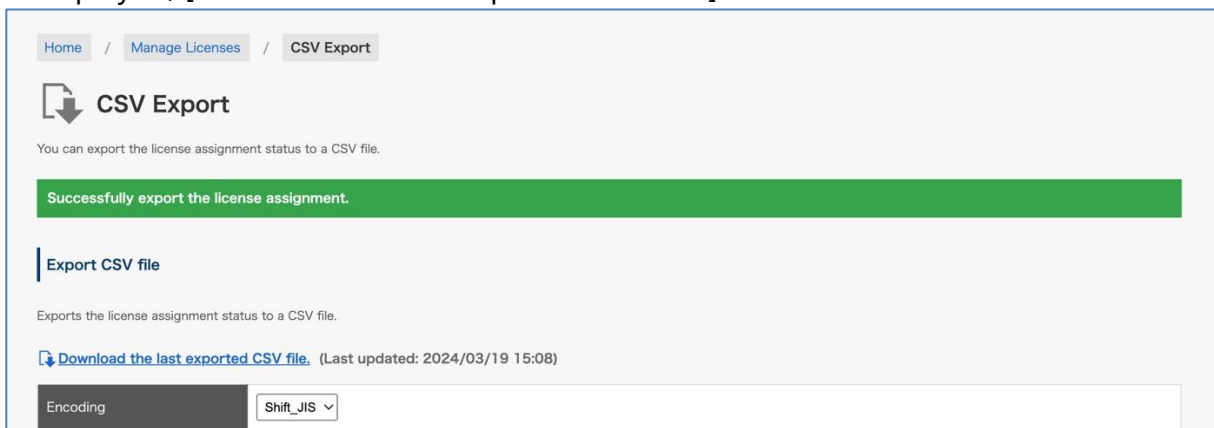 Home / Manage Licenses / CSV Export
CSV Export
You can export the license assignment status to a CSV file.
Successfully export the license assignment.
Export CSV file
Exports the license assignment status to a CSV file.
Download the last exported CSV file. (Last updated: 2024/03/19 15:08)
Encoding Shift_JIS